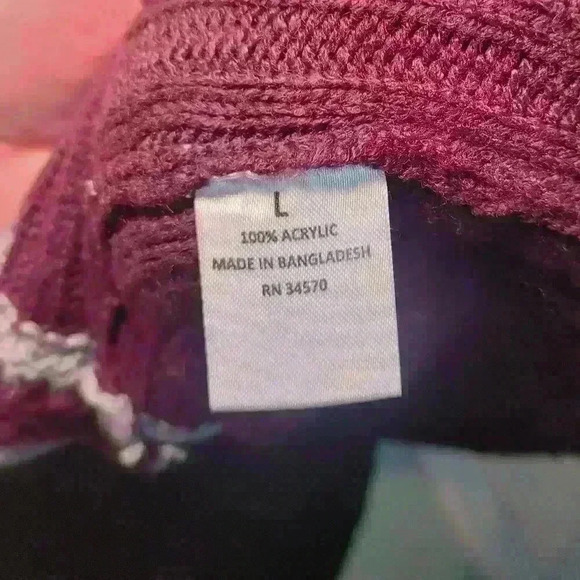 L
100% ACRYLIC
MADE IN BANGLADESH
RN 34570